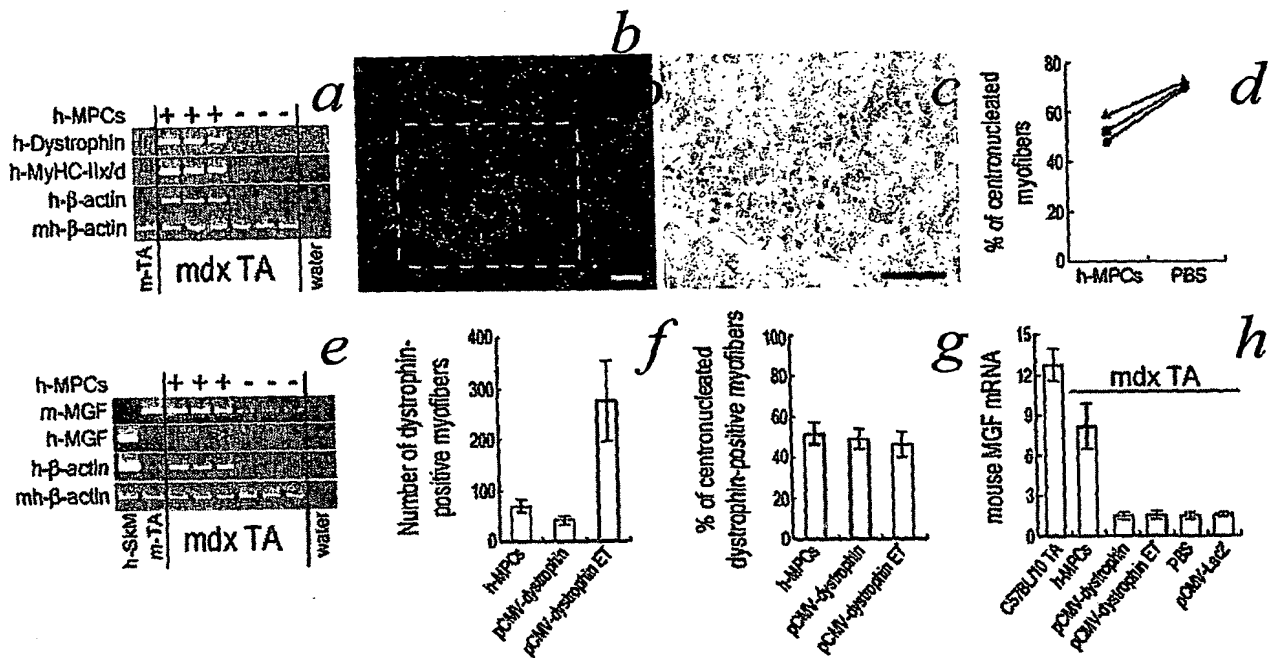 a
h-MPCs + + + - - -
h-Dystrophin
h-MyHC-IIx/d
h-β-actin
mh-β-actin
m-TA
mdx TA
water
b
c
d
% of centronucleated
myofibers
80
60
40
20
0
h-MPCs PBS
e
h-MPCs + + + - - -
m-MGF
h-MGF
h-β-actin
mh-β-actin
h-SkM
m-TA
mdx TA
water
f
Number of dystrophin-
positive myofibers
400
300
200
100
0
h-MPCs
pCMV-dystrophin
pCMV-dystrophin ET
g
% of centronucleated
dystrophin-positive myofibers
100
80
60
40
20
0
h-MPCs
pCMV-dystrophin
pCMV-dystrophin ET
h
mouse MGF mRNA
15
12
9
6
3
0
mdx TA
C57BL/10 TA
h-MPCs
pCMV-dystrophin
pCMV-dystrophin ET
PBS
pCMV-LacZ